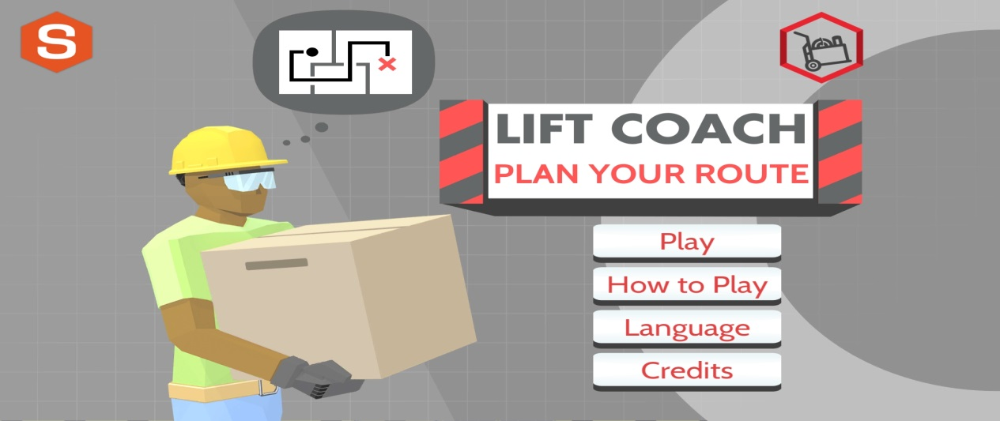 S
LIFT COACH
PLAN YOUR ROUTE
Play
How to Play
Language
Credits